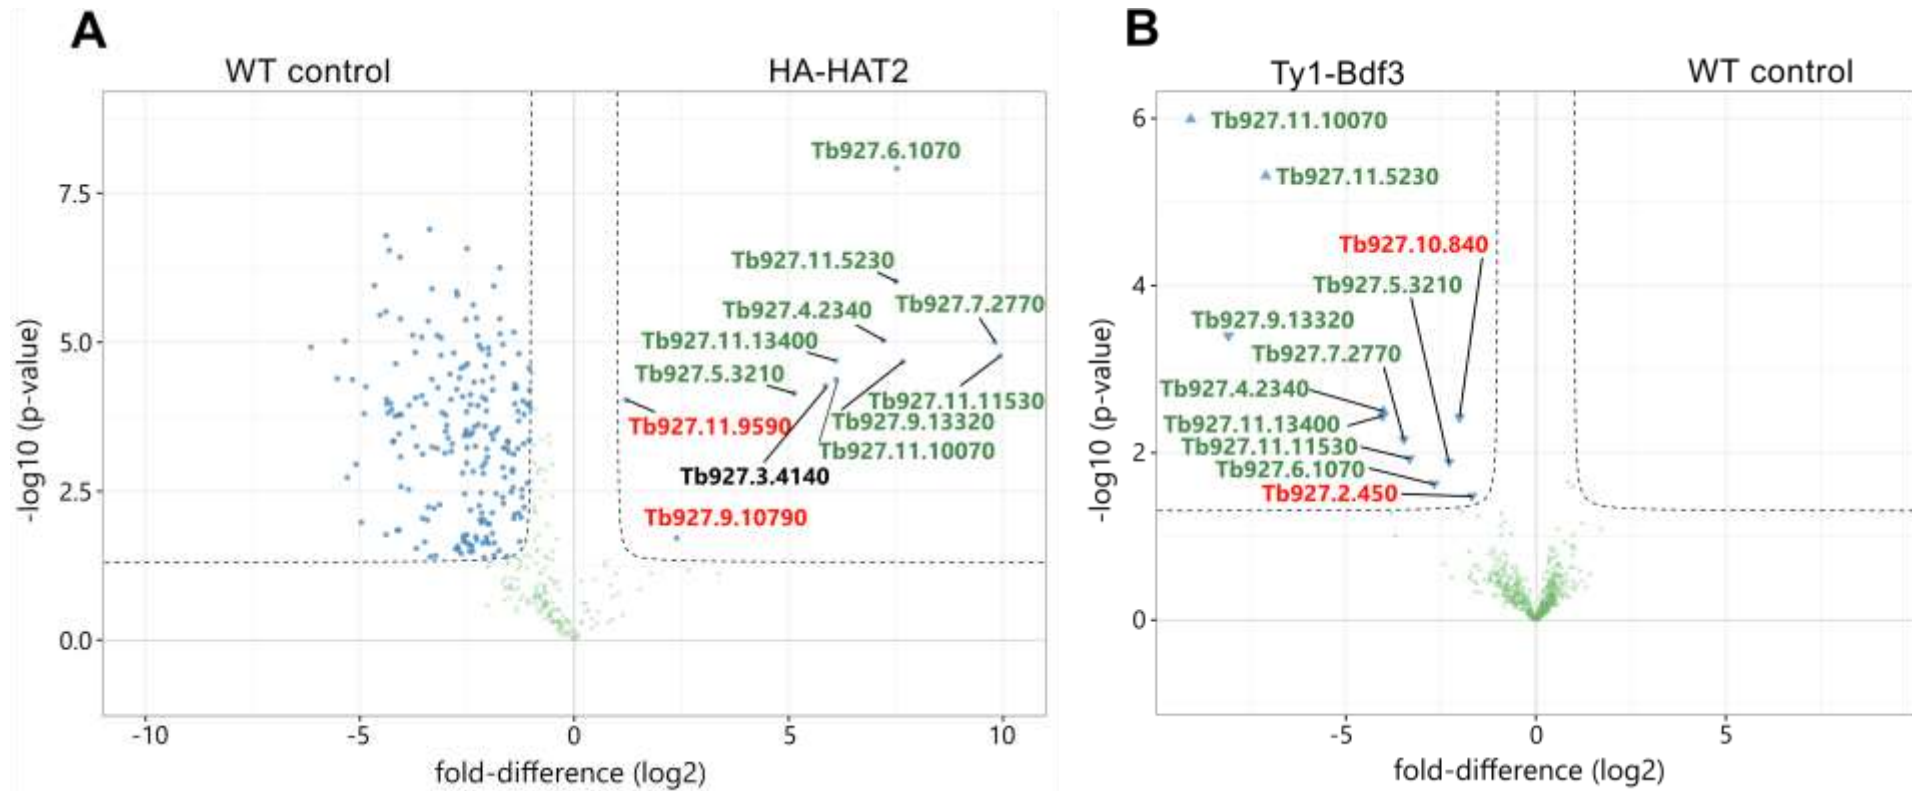 A
WT control
HA-HAT2
Tb927.6.1070
Tb927.11.5230
Tb927.7.2770
Tb927.4.2340
Tb927.11.13400
Tb927.5.3210
Tb927.11.11530
Tb927.11.9590
Tb927.9.13320
Tb927.11.10070
Tb927.3.4140
Tb927.9.10790
7.5
5.0
2.5
0.0
-log10 (p-value)
-10
-5
0
5
10
fold-difference (log2)
B
Ty1-Bdf3
WT control
Tb927.11.10070
Tb927.11.5230
Tb927.10.840
Tb927.5.3210
Tb927.9.13320
Tb927.7.2770
Tb927.4.2340
Tb927.11.13400
Tb927.11.11530
Tb927.6.1070
Tb927.2.450
6
4
2
0
-log10 (p-value)
-5
0
5
fold-difference (log2)